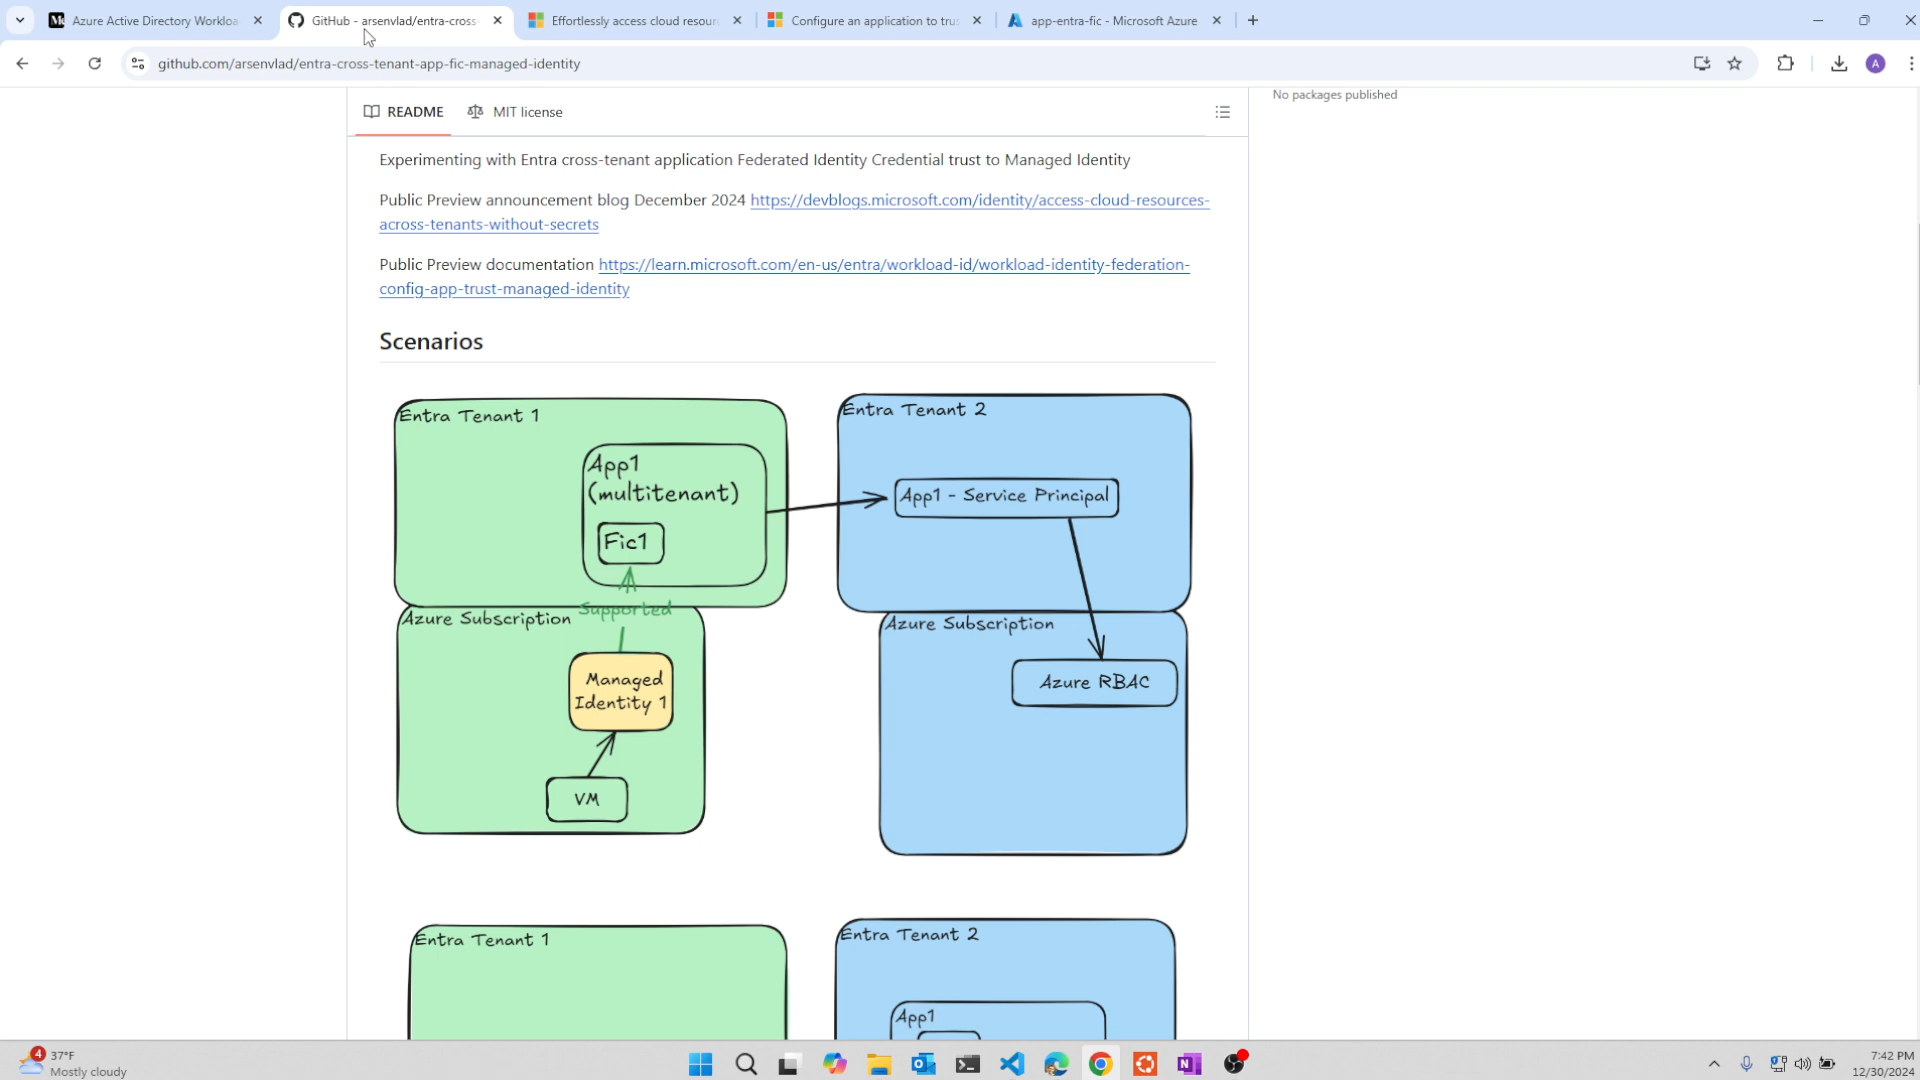 Azure Active Directory Workloa
GitHub - arsenvlad/entra-cross-
Effortlessly access cloud resour
Configure an application to trus
app-entra-fic - Microsoft Azure
github.com/arsenvlad/entra-cross-tenant-app-fic-managed-identity
A
README
MIT license
No packages published
Experimenting with Entra cross-tenant application Federated Identity Credential trust to Managed Identity
Public Preview announcement blog December 2024 https://devblogs.microsoft.com/identity/access-cloud-resources-
across-tenants-without-secrets
Public Preview documentation https://learn.microsoft.com/en-us/entra/workload-id/workload-identity-federation-
config-app-trust-managed-identity
Scenarios
Entra Tenant 1
App1
(multitenant)
Fic1
Supported
Azure Subscription
Managed
Identity 1
VM
Entra Tenant 2
App1 - Service Principal
Azure Subscription
Azure RBAC
Entra Tenant 1
Entra Tenant 2
App1
4
37°F
Mostly cloudy
7:42 PM
12/30/2024